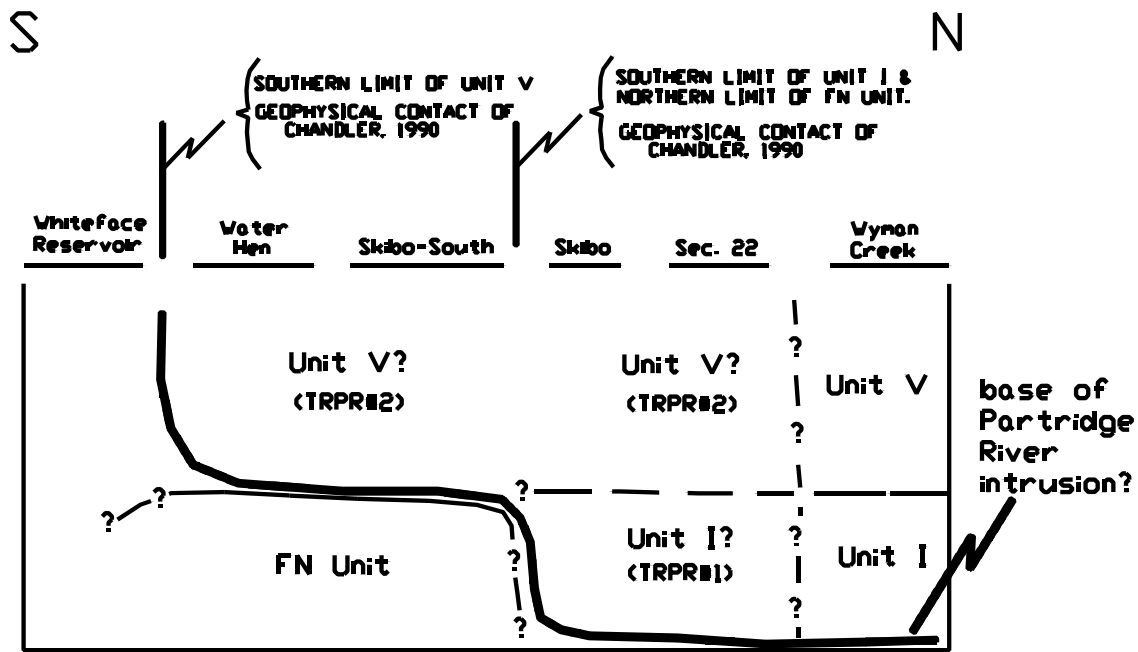 S
N
SOUTHERN LIMIT OF UNIT V
GEOPHYSICAL CONTACT OF
CHANDLER, 1990
SOUTHERN LIMIT OF UNIT I &
NORTHERN LIMIT OF FN UNIT.
GEOPHYSICAL CONTACT OF
CHANDLER, 1990
Whiteface
Reservoir
Water
Hen
Skibo-South
Skibo
Sec. 22
Wyman
Creek
Unit V?
(TRPR#2)
Unit V?
(TRPR#2)
?
Unit V
?
base of
Partridge
River
intrusion?
?
?
?
FN Unit
?
?
Unit I?
(TRPR#1)
?
?
Unit I